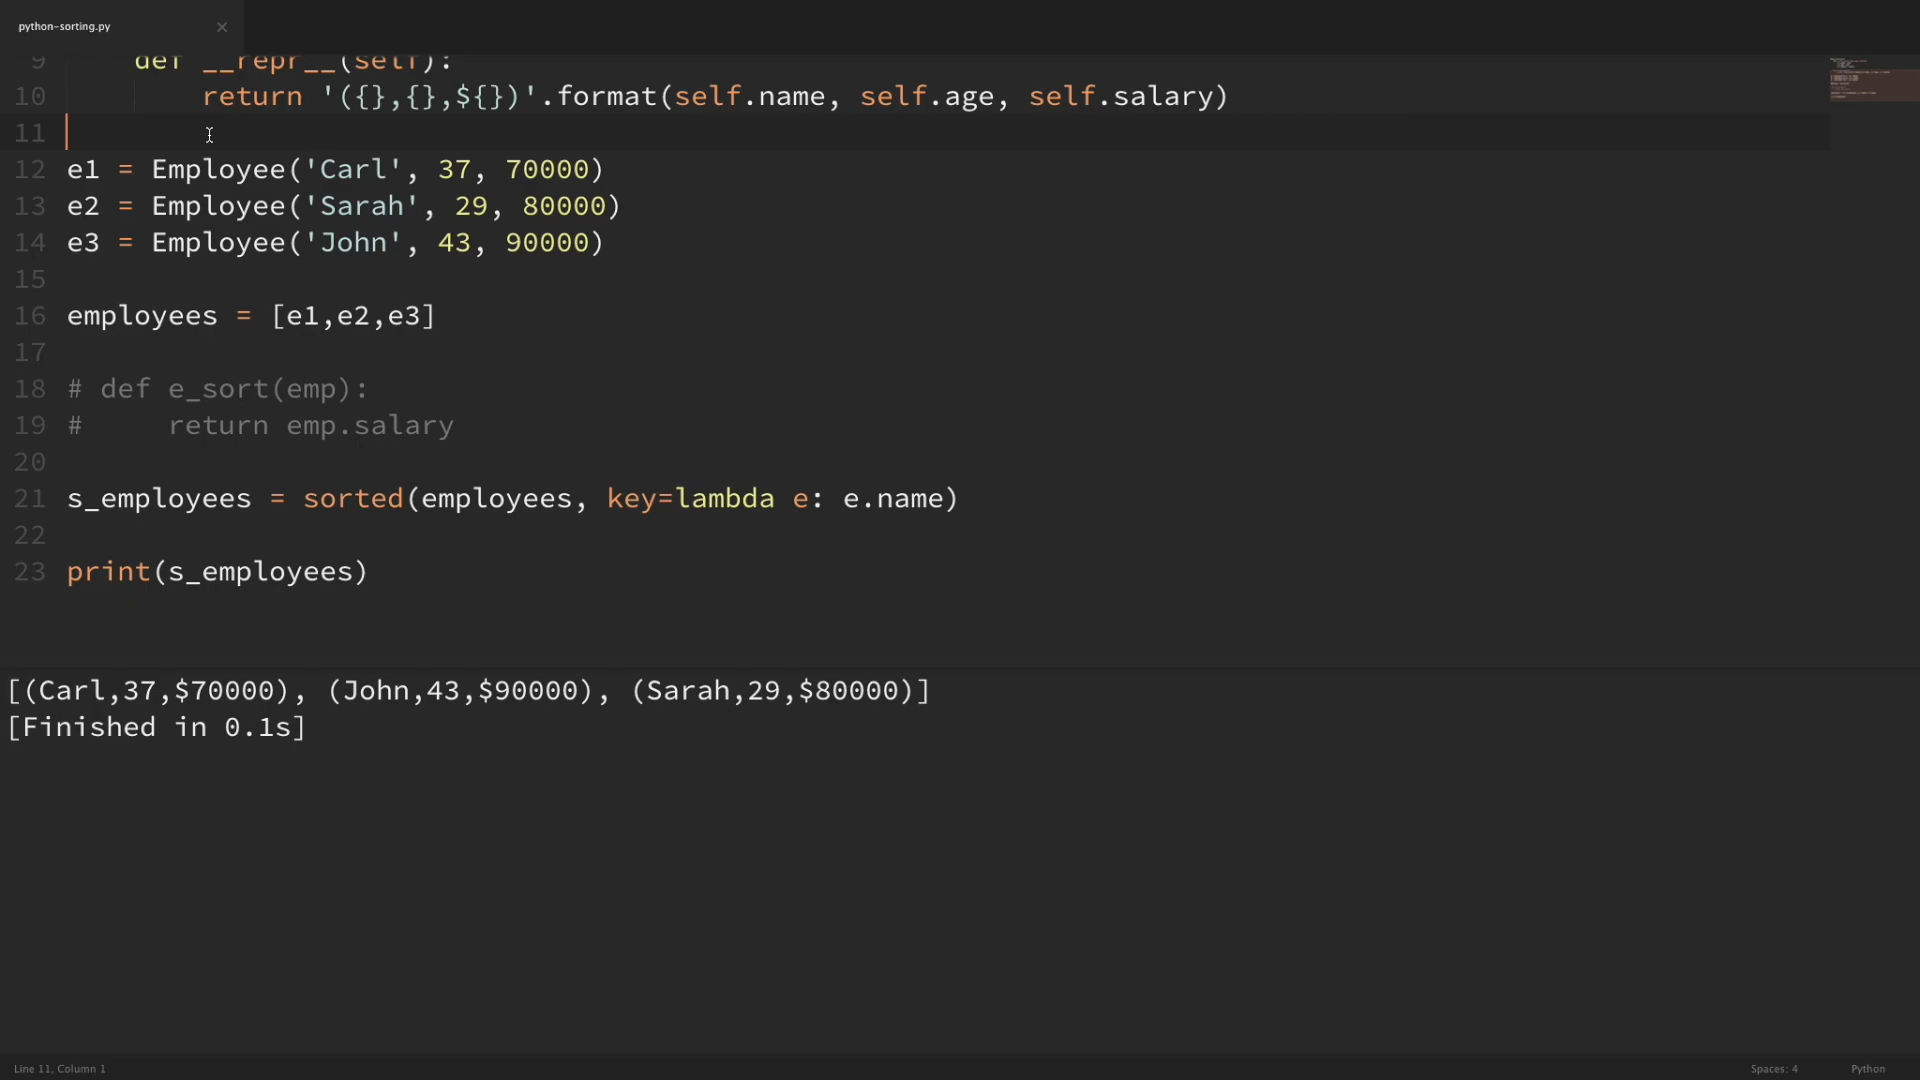 python-sorting.py
9 def __repr__(self):
10 return '({},{},${})'.format(self.name, self.age, self.salary)
11
12 e1 = Employee('Carl', 37, 70000)
13 e2 = Employee('Sarah', 29, 80000)
14 e3 = Employee('John', 43, 90000)
15
16 employees = [e1,e2,e3]
17
18 # def e_sort(emp):
19 #     return emp.salary
20
21 s_employees = sorted(employees, key=lambda e: e.name)
22
23 print(s_employees)
[(Carl,37,$70000), (John,43,$90000), (Sarah,29,$80000)]
[Finished in 0.1s]
Line 11, Column 1
Spaces: 4
Python